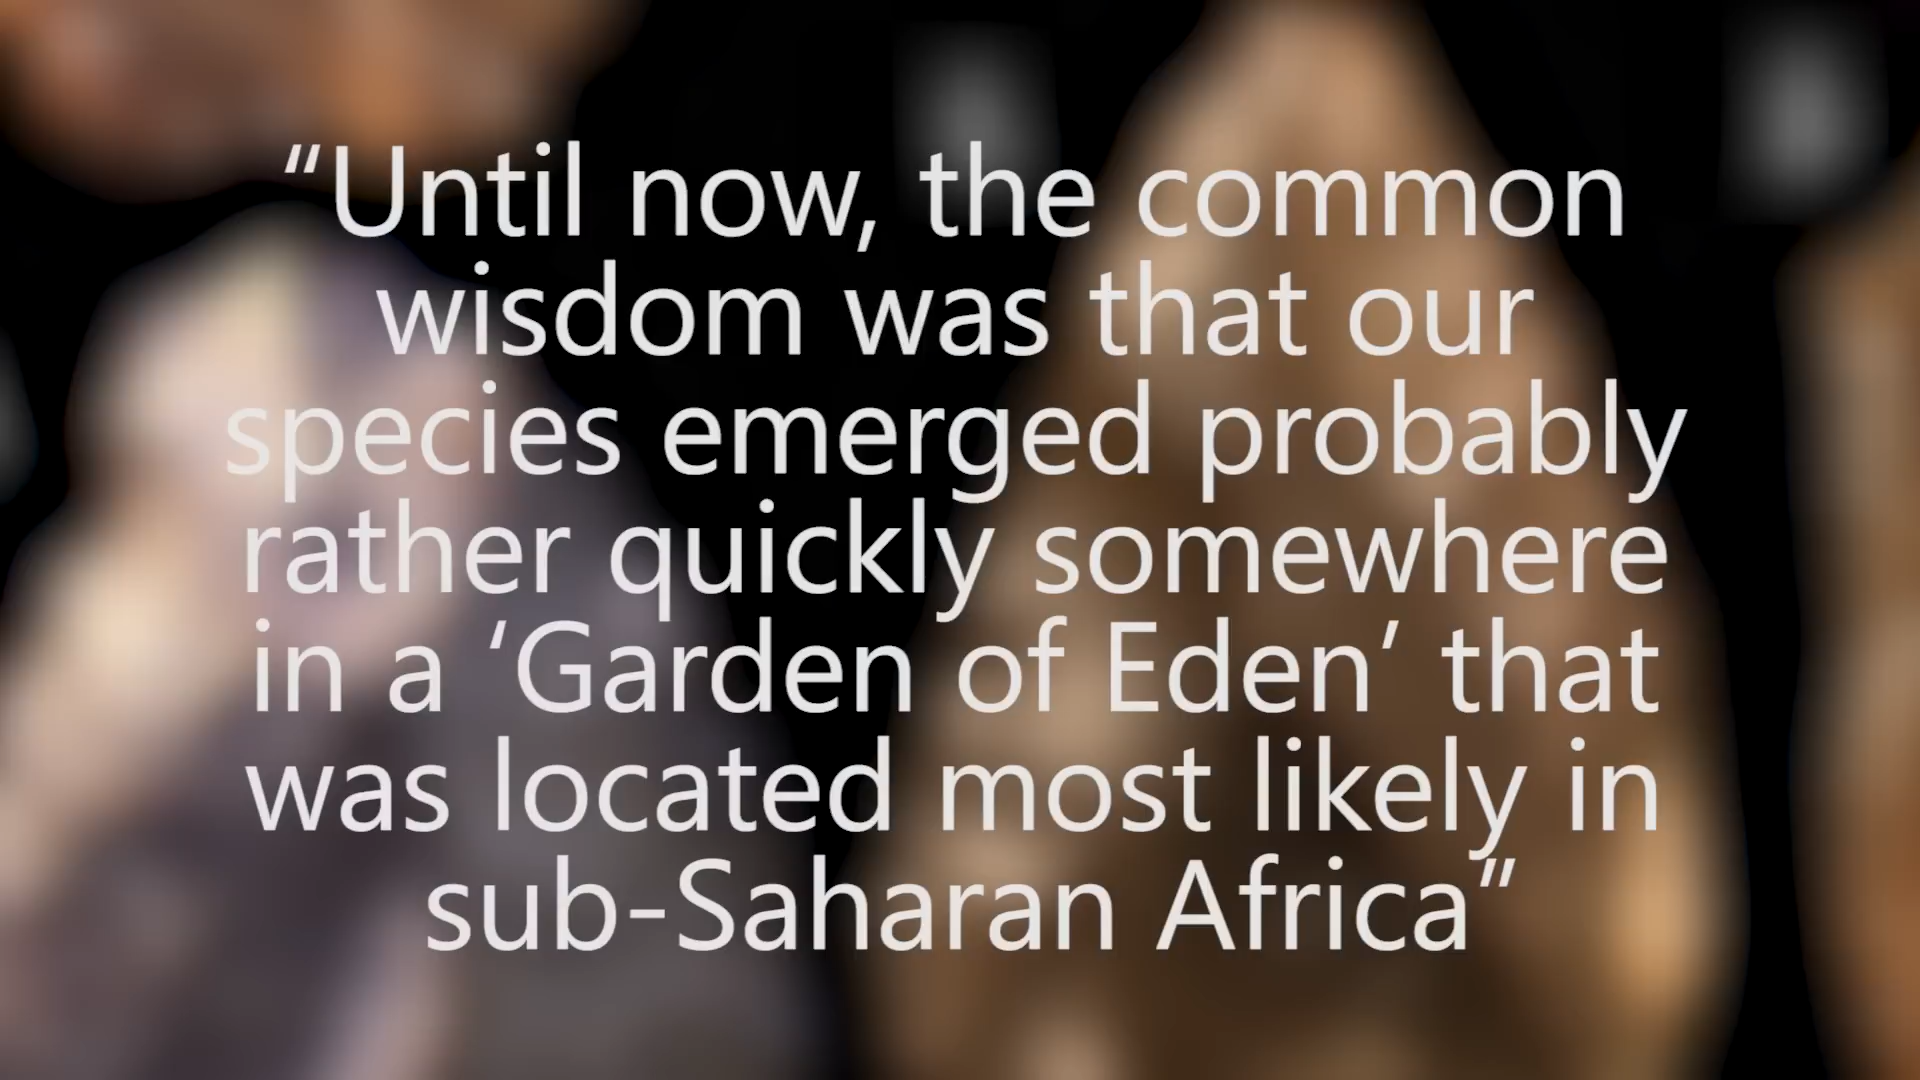 “Until now, the common
wisdom was that our
species emerged probably
rather quickly somewhere
in a ‘Garden of Eden’ that
was located most likely in
sub-Saharan Africa”